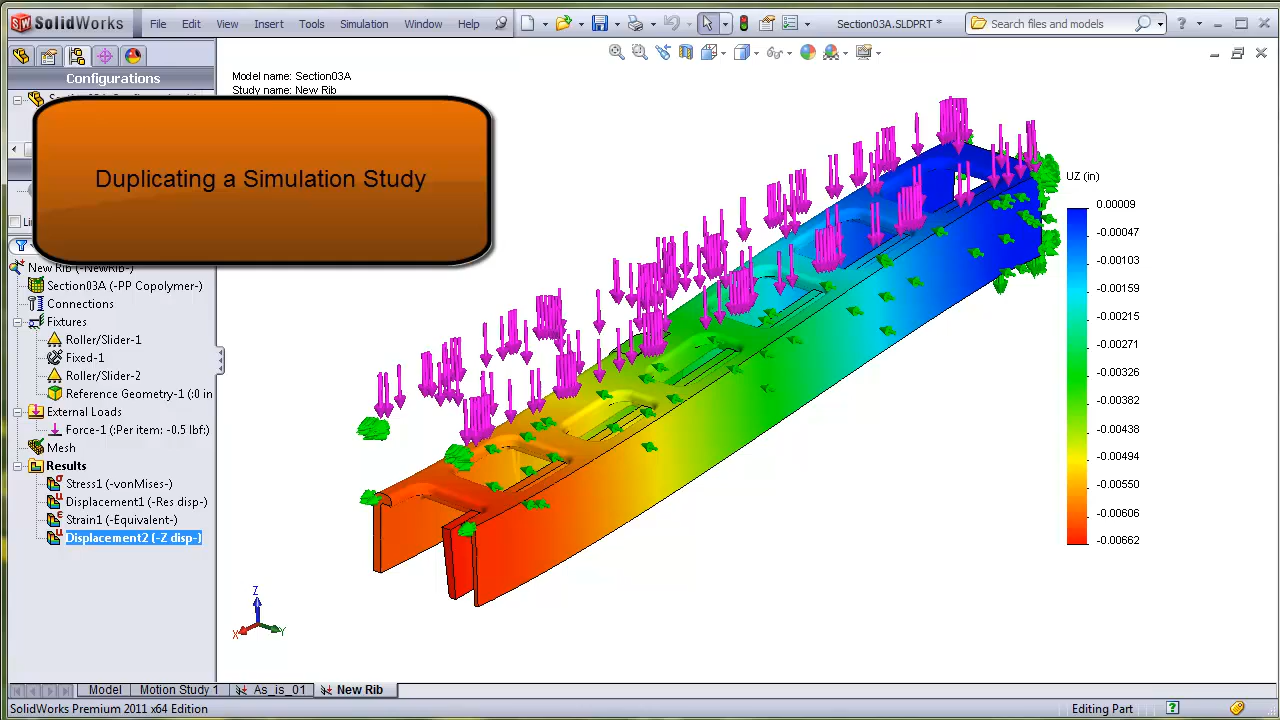 SolidWorks File Edit View Insert Tools Simulation Window Help Section03A.SLDPRT * Search files and models
Configurations
Model name: Section03A
Study name: New Rib
Duplicating a Simulation Study
New Rib (-NewRib-)
Section03A (-PP Copolymer-)
Connections
Fixtures
Roller/Slider-1
Fixed-1
Roller/Slider-2
Reference Geometry-1 (:0 in
External Loads
Force-1 (:Per item: -0.5 lbf:)
Mesh
Results
Stress1 (-vonMises-)
Displacement1 (-Res disp-)
Strain1 (-Equivalent-)
Displacement2 (-Z disp-)
UZ (in)
0.00009
-0.00047
-0.00103
-0.00159
-0.00215
-0.00271
-0.00327
-0.00382
-0.00438
-0.00494
-0.00550
-0.00606
-0.00662
Z
X Y
Model Motion Study 1 As_is_01 New Rib
SolidWorks Premium 2011 x64 Edition Editing Part